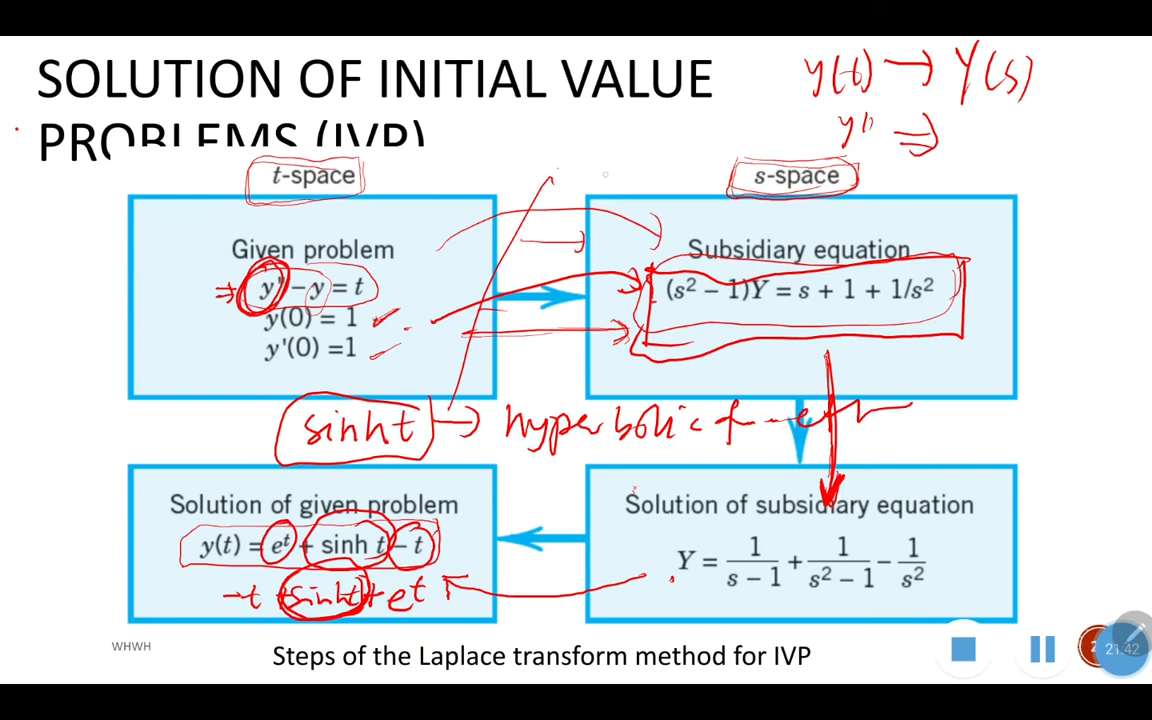 SOLUTION OF INITIAL VALUE
PROBLEMS (IVP)
y(t) → Y(s)
y'' ⇒
t-space
s-space
Given problem
⇒ y'' − y = t
y(0) = 1
y'(0) =1
Subsidiary equation
(s² − 1)Y = s + 1 + 1/s²
sinht → hyperbolic
Solution of given problem
y(t) = eᵗ + sinh t − t
-t + sinht + eᵗ
Solution of subsidiary equation
Y = 1/(s − 1) + 1/(s² − 1) − 1/s²
WHWH
Steps of the Laplace transform method for IVP
21:42